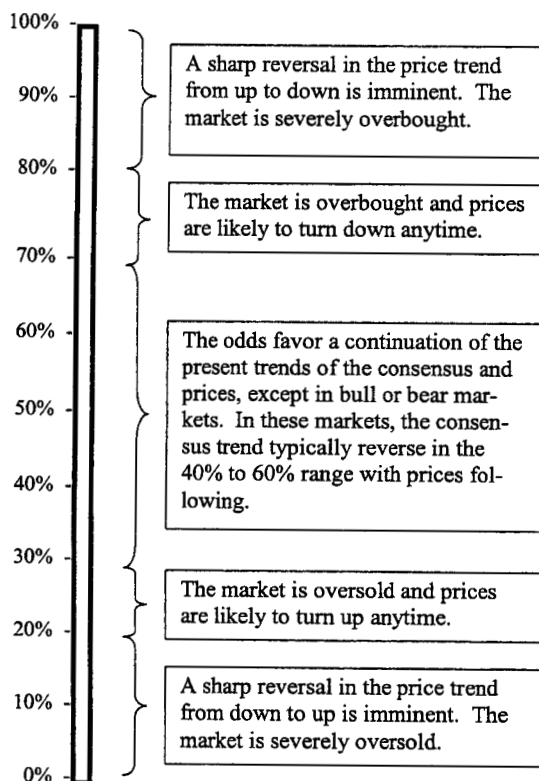 100%
A sharp reversal in the price trend
from up to down is imminent. The
market is severely overbought.
90%
80%
The market is overbought and prices
are likely to turn down anytime.
70%
60%
The odds favor a continuation of the
present trends of the consensus and
prices, except in bull or bear mar-
kets. In these markets, the consen-
sus trend typically reverse in the
40% to 60% range with prices fol-
lowing.
50%
40%
30%
The market is oversold and prices
are likely to turn up anytime.
20%
A sharp reversal in the price trend
from down to up is imminent. The
market is severely oversold.
10%
0%